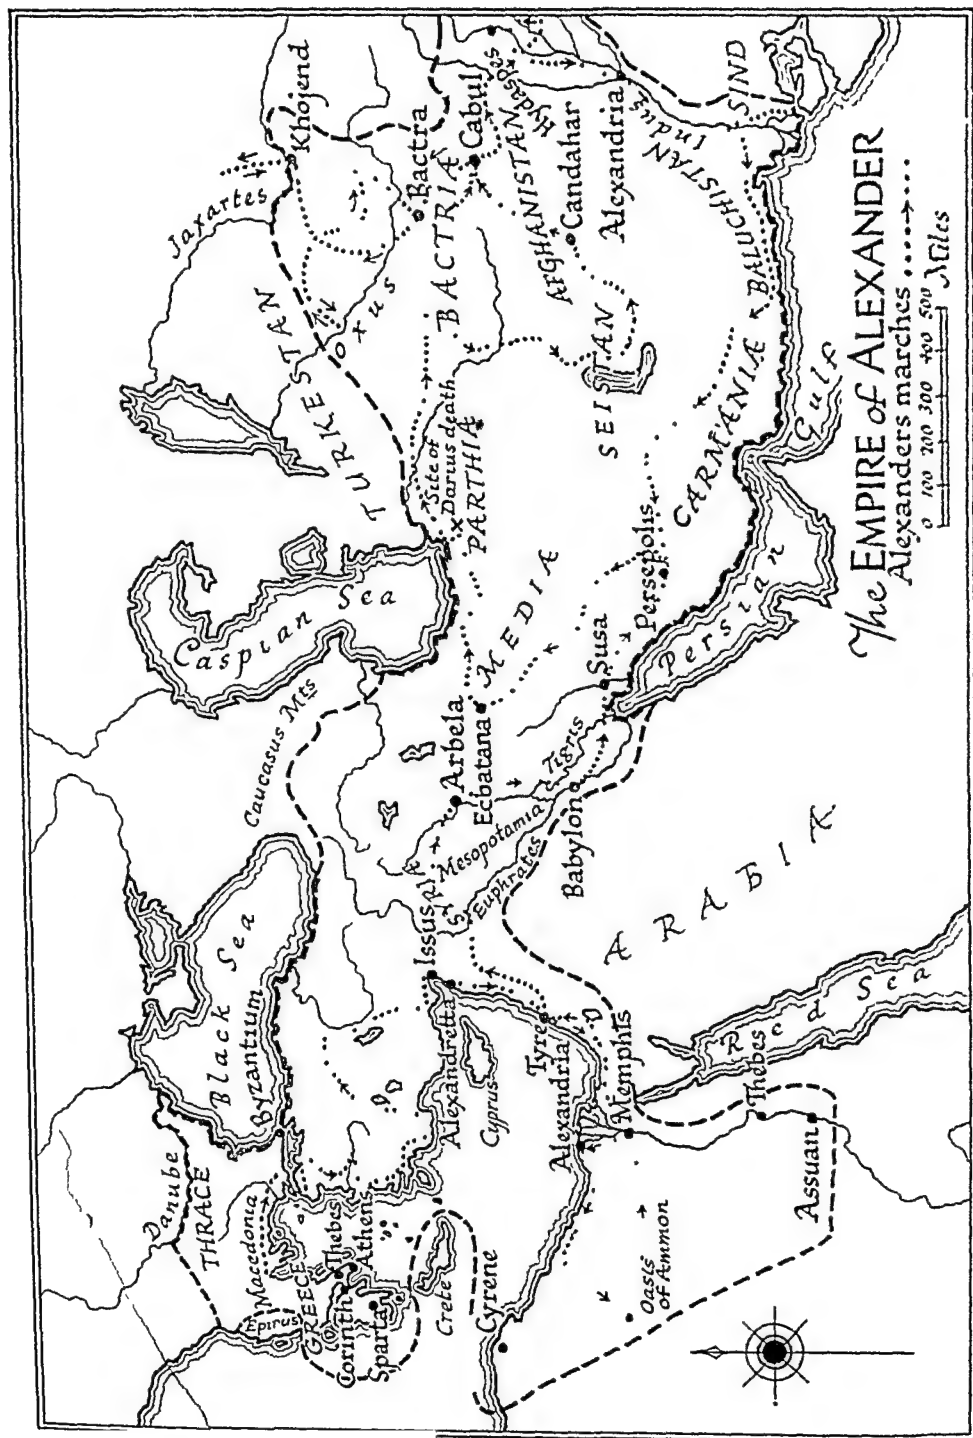 The EMPIRE of ALEXANDER
Alexanders marches
0 100 200 300 400 500 Miles
Danube
THRACE
Macedonia
Epirus
GREECE
Thebes
Athens
Corinth
Sparta
Crete
Cyrene
Black Sea
Byzantium
Caucasus Mts
Caspian Sea
TURKESTAN
Jaxartes
Khojend
Oxus
Bactra
BACTRIA
Cabul
Hydaspes
AFGHANISTAN
Candahar
Alexandria
Indus
SIND
BALUCHISTAN
SEISTAN
Site of
Darius death
PARTHIA
CARMANIA
MEDIA
Persepolis
Susa
Persian Gulf
Arbela
Ecbatana
Tigris
Mesopotamia
Babylon
Euphrates
Issus
Alexandretta
Cyprus
Tyre
Alexandria
Memphis
ARABIA
Red Sea
Thebes
Assuan
Oasis
of Ammon